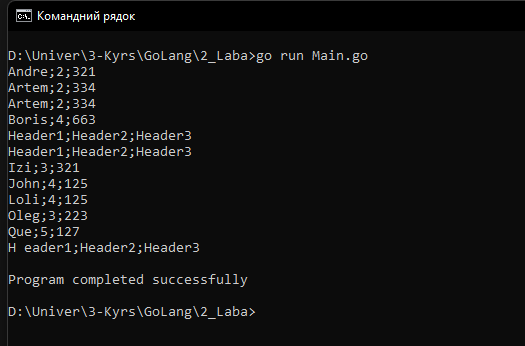 Командний рядок
D:\Univer\3-Kyrs\GoLang\2_Laba>go run Main.go
Andre;2;321
Artem;2;334
Artem;2;334
Boris;4;663
Header1;Header2;Header3
Header1;Header2;Header3
Izi;3;321
John;4;125
Loli;4;125
Oleg;3;223
Que;5;127
H eader1;Header2;Header3
Program completed successfully
D:\Univer\3-Kyrs\GoLang\2_Laba>